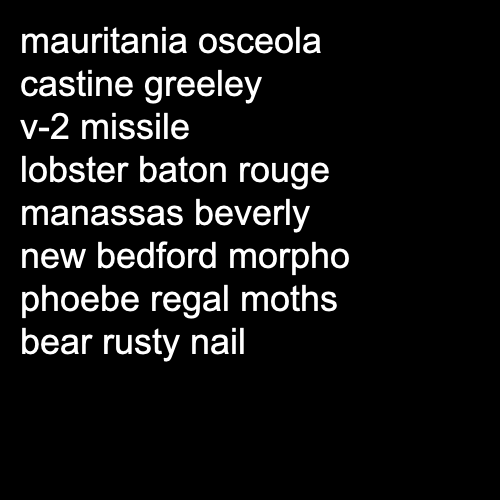 mauritania osceola
castine greeley
v-2 missile
lobster baton rouge
manassas beverly
new bedford morpho
phoebe regal moths
bear rusty nail